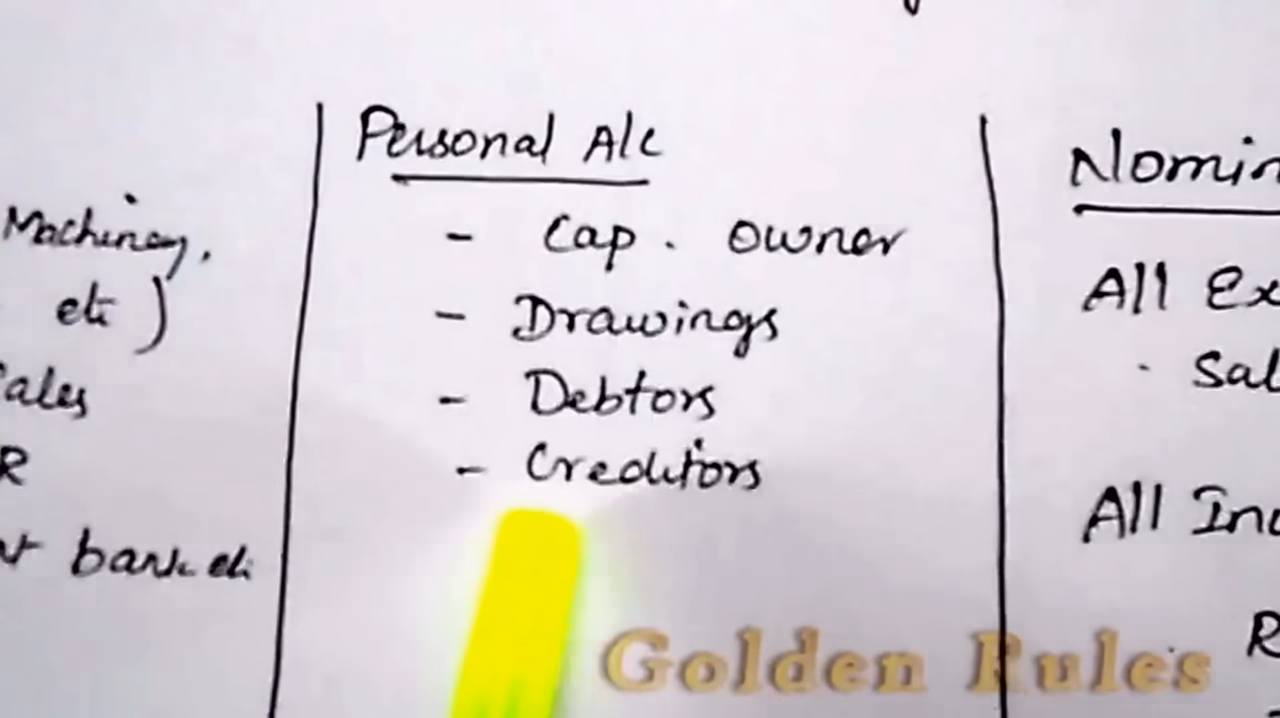 Personal A/c
- Cap. owner
- Drawings
- Debtors
- Creditors
Machinery,
etc)
ales
R
bank etc
Nomin
All Ex
. Sal
All Inc
R
Golden Rules